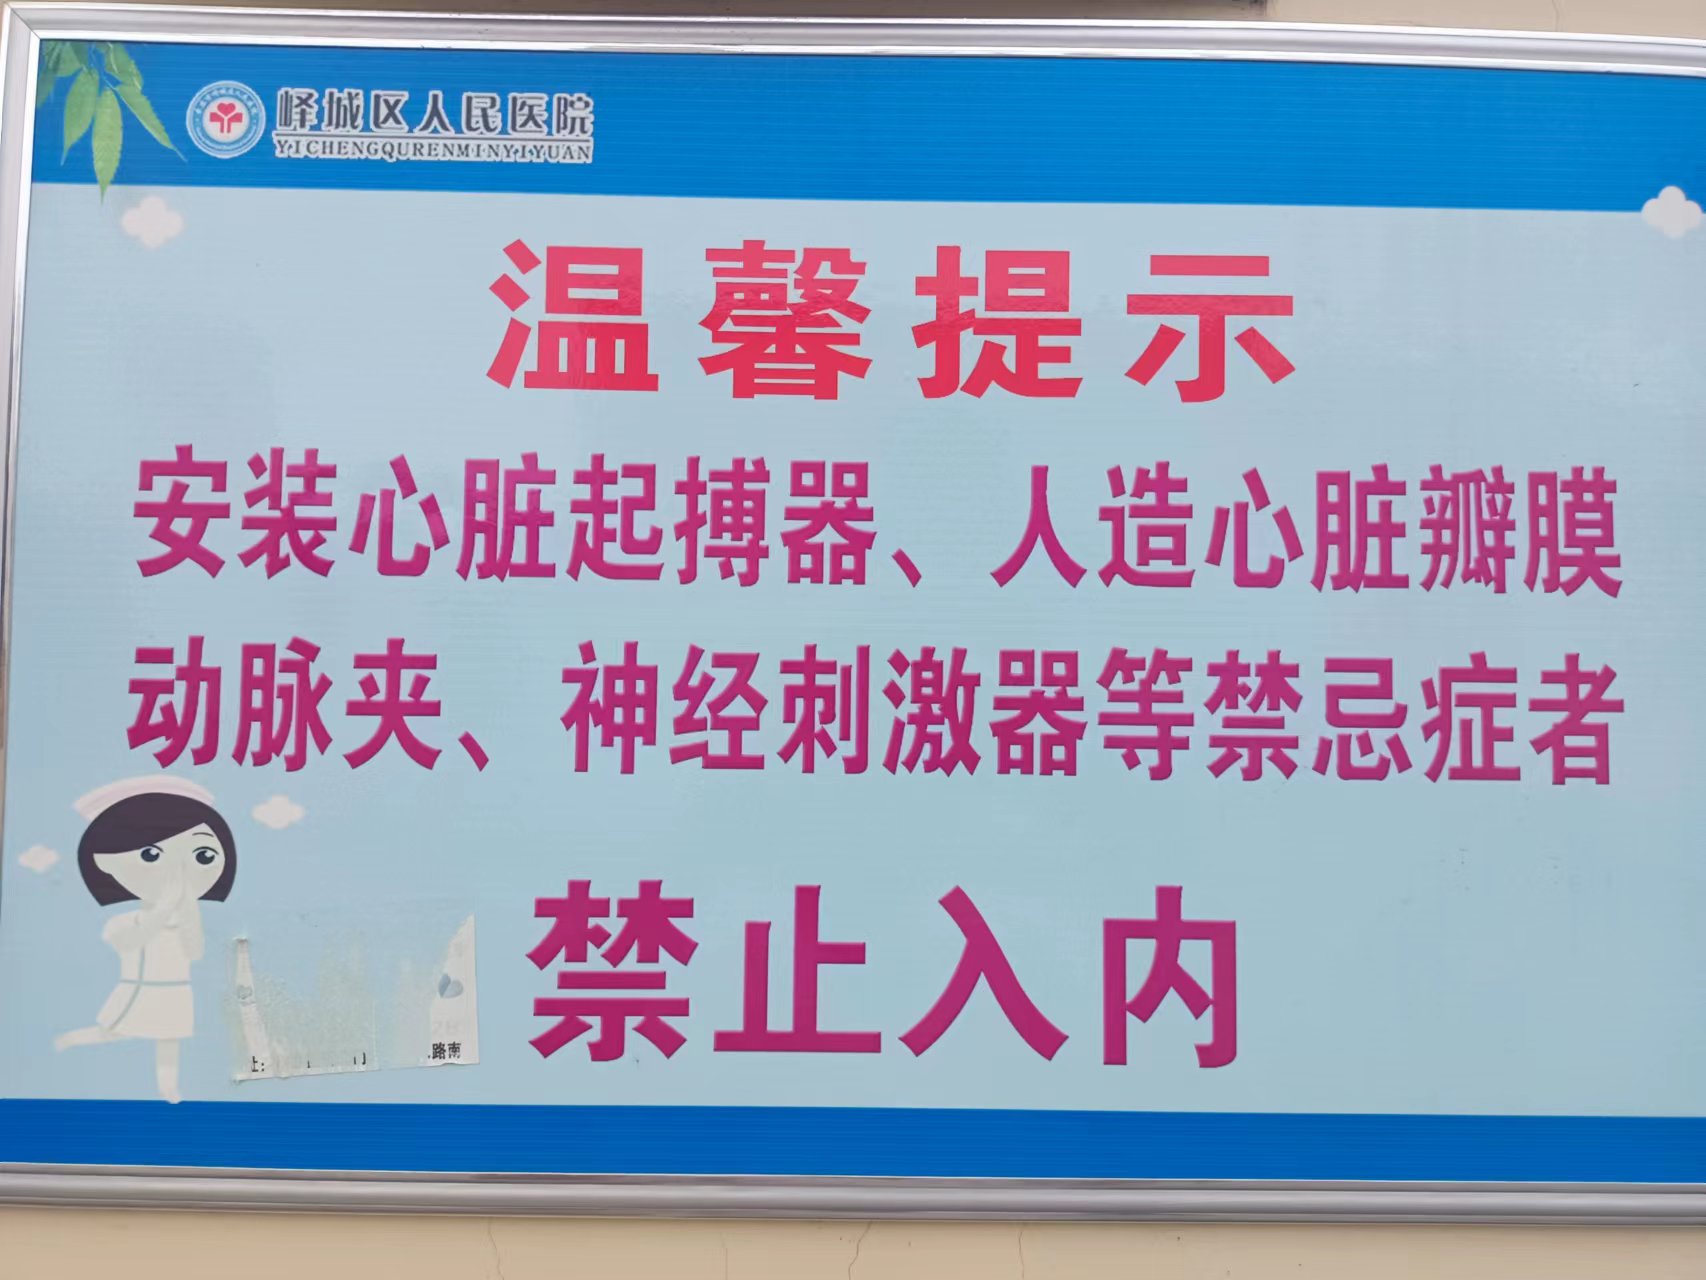 峄城区人民医院
YICHENGQURENMINYIYUAN
温馨提示
安装心脏起搏器、人造心脏瓣膜
动脉夹、神经刺激器等禁忌症者
禁止入内
路南